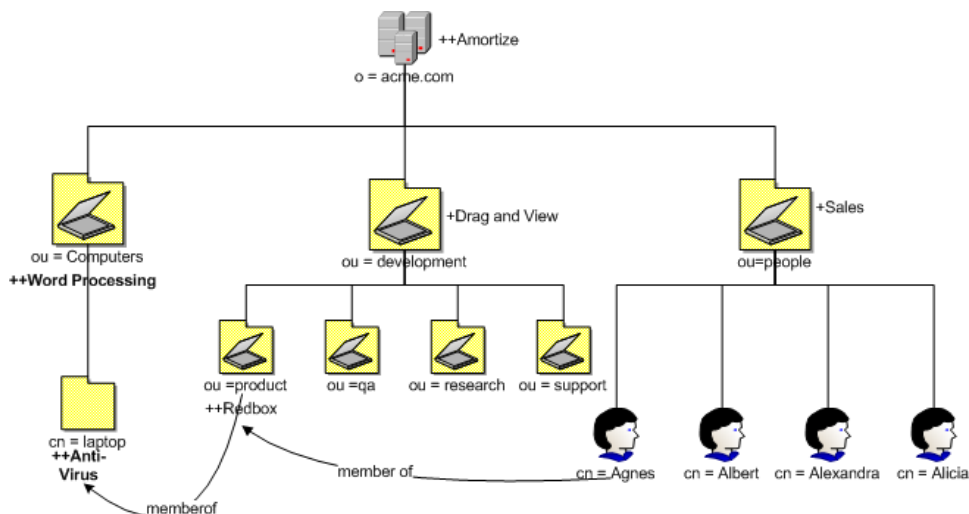 ++Amortize
o = acme.com
+Drag and View
+Sales
ou = Computers
++Word Processing
ou = development
ou=people
ou =product
++Redbox
ou =qa
ou = research
ou = support
cn = laptop
++Anti-
Virus
member of
cn = Agnes
cn = Albert
cn = Alexandra
cn = Alicia
memberof